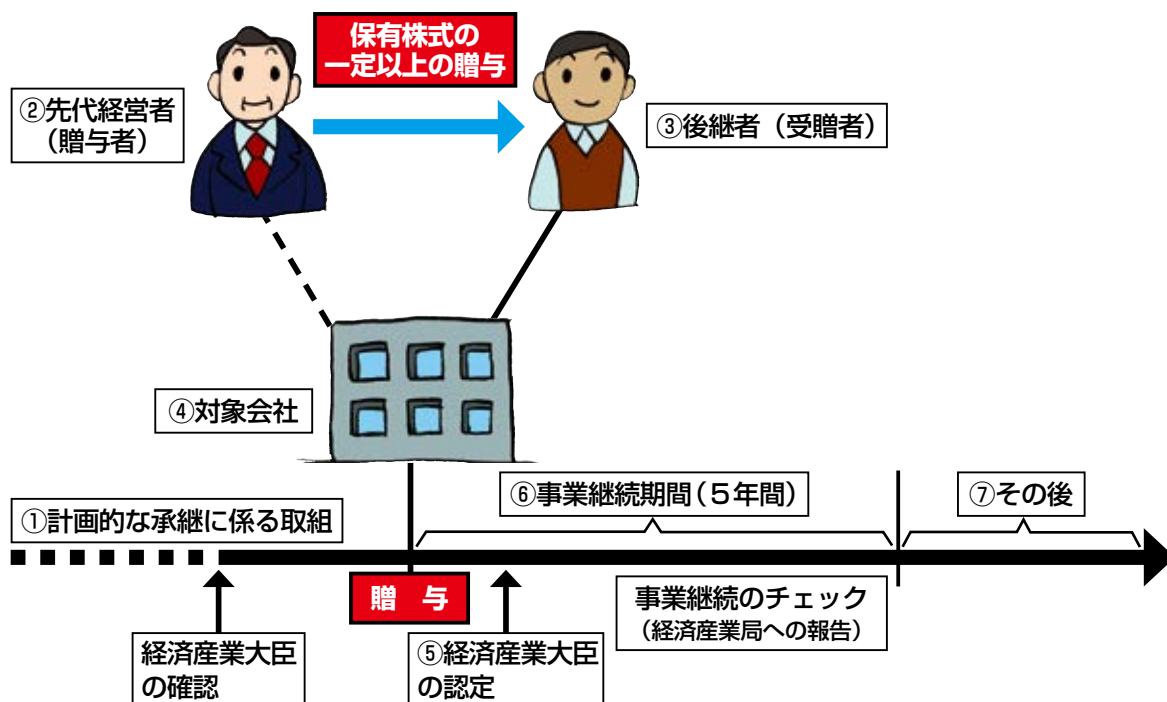 保有株式の
一定以上の贈与
②先代経営者
（贈与者）
③後継者（受贈者）
④対象会社
⑥事業継続期間（５年間）
⑦その後
①計画的な承継に係る取組
贈 与
事業継続のチェック
（経済産業局への報告）
経済産業大臣
の確認
⑤経済産業大臣
の認定